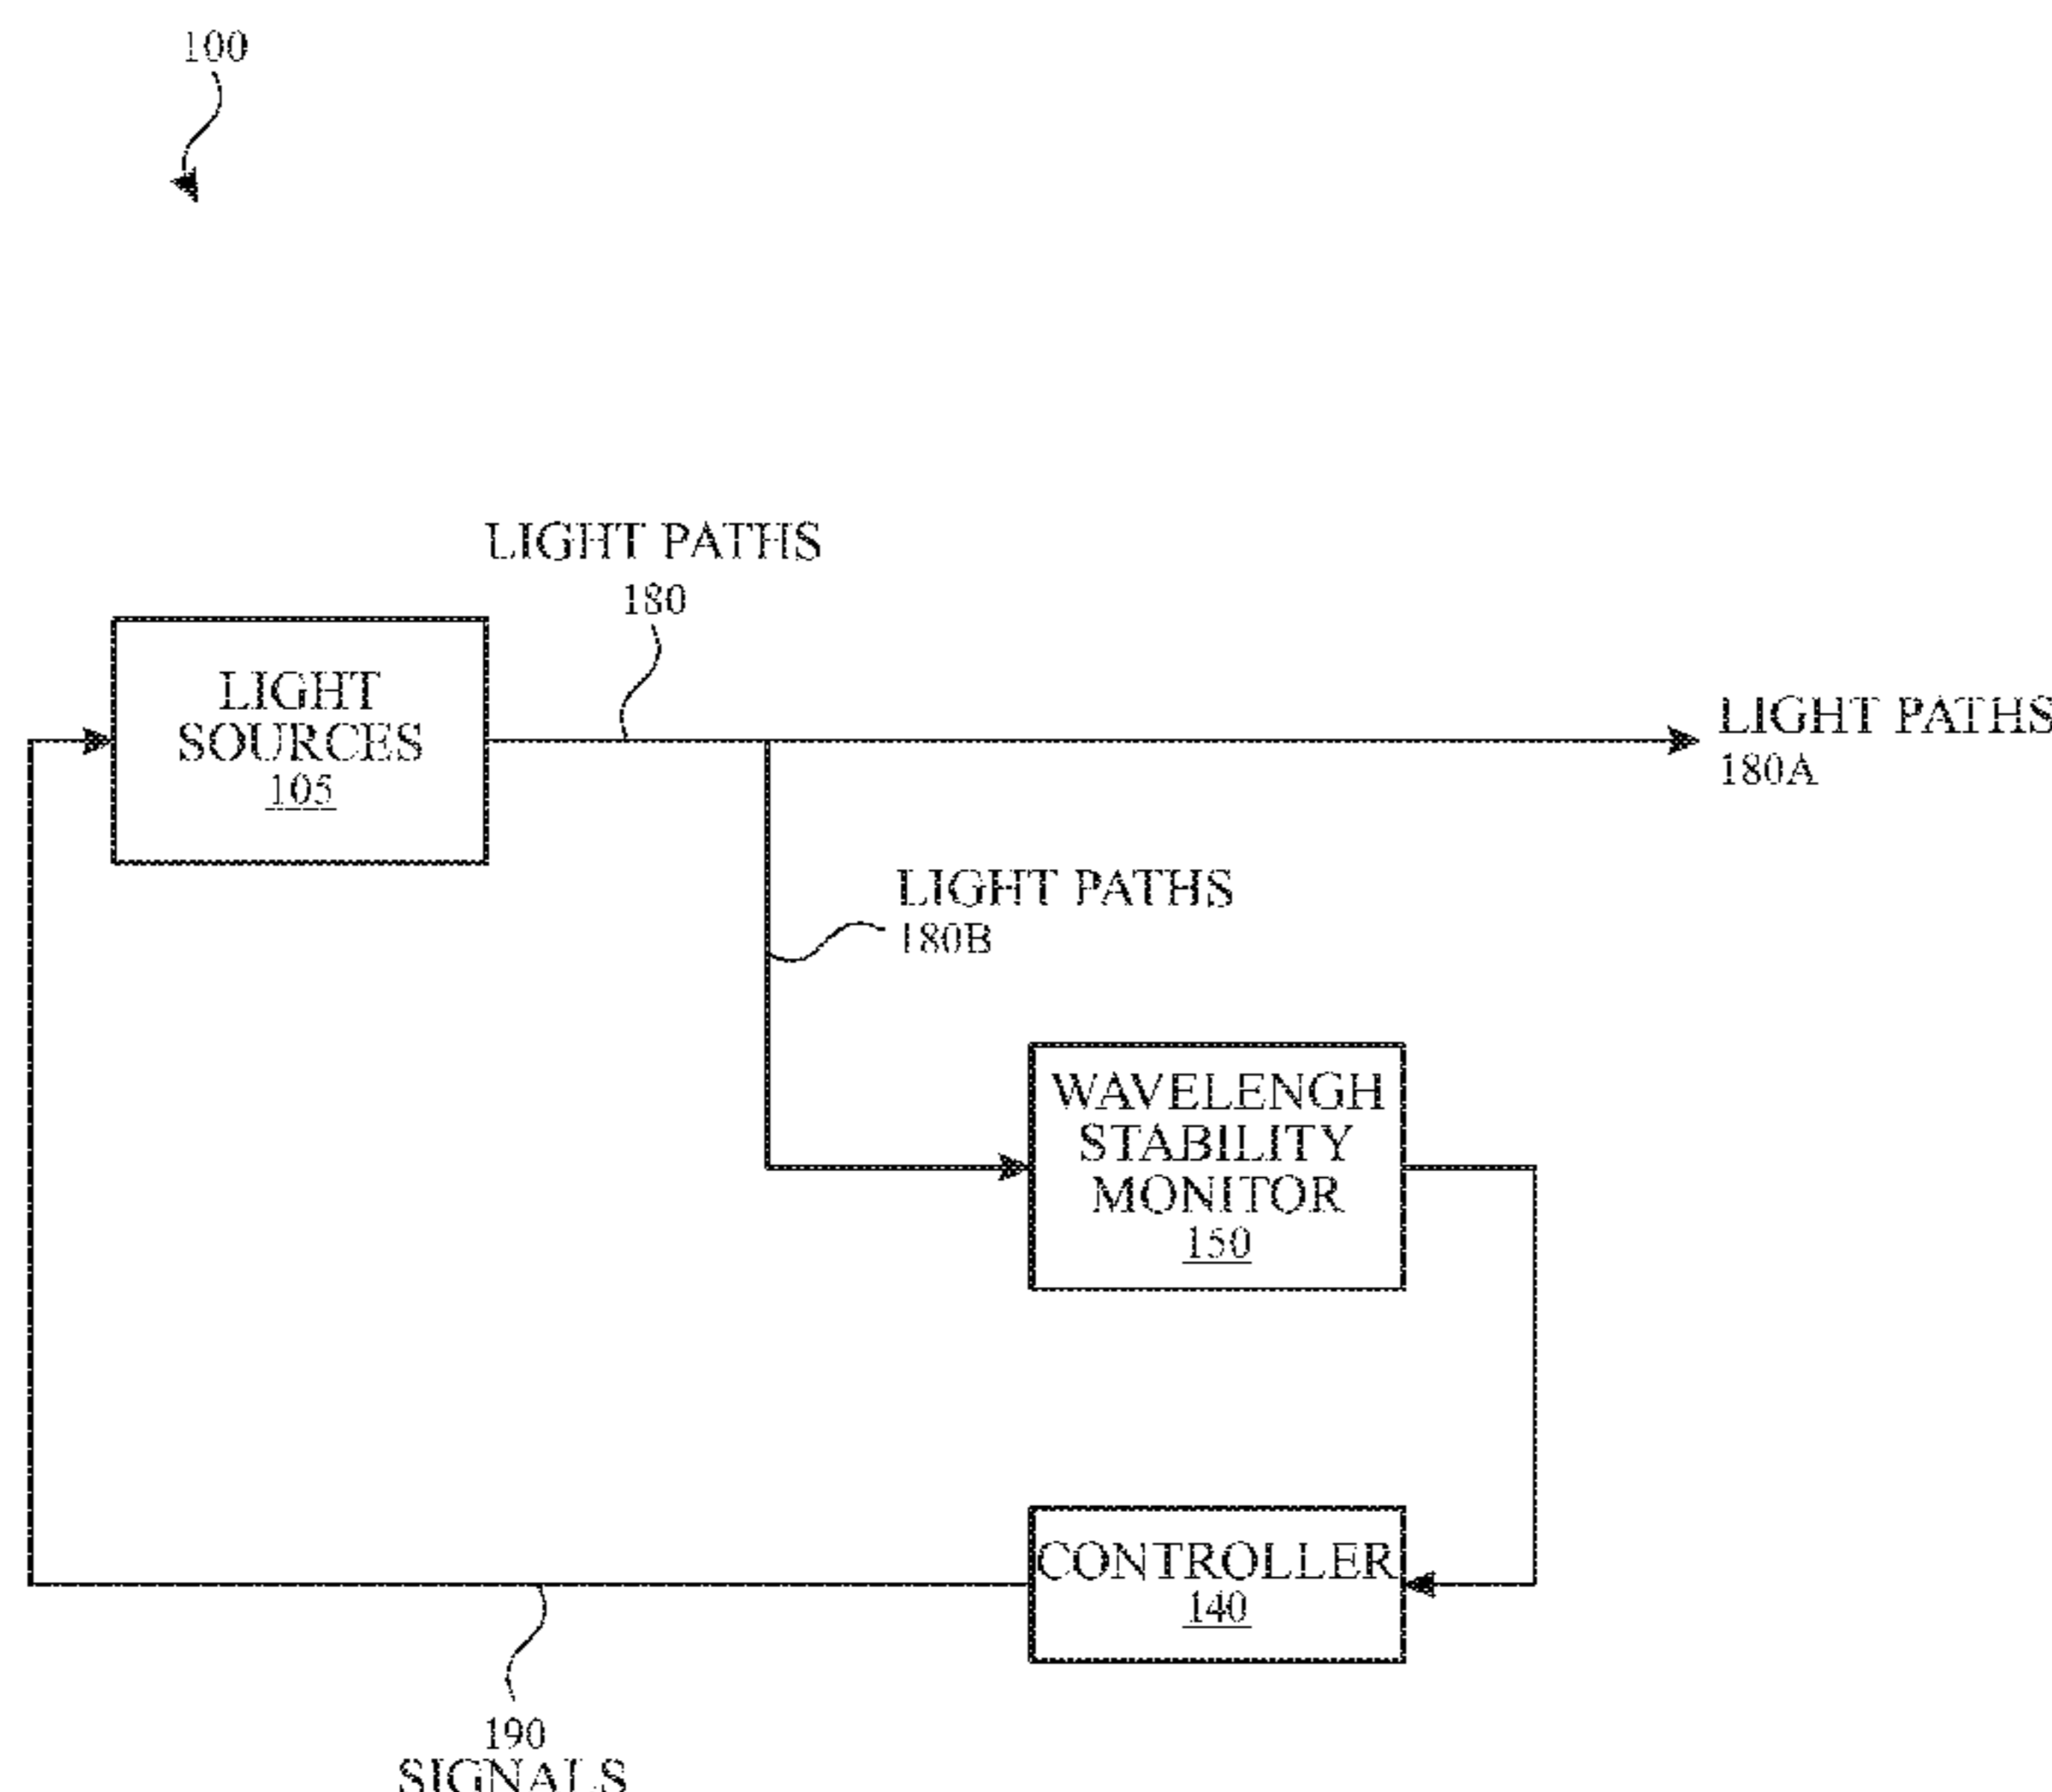 100
LIGHT PATHS
180
LIGHT
SOURCES
105
LIGHT PATHS
180A
LIGHT PATHS
180B
WAVELENGH
STABILITY
MONITOR
150
CONTROLLER
140
190
SIGNALS